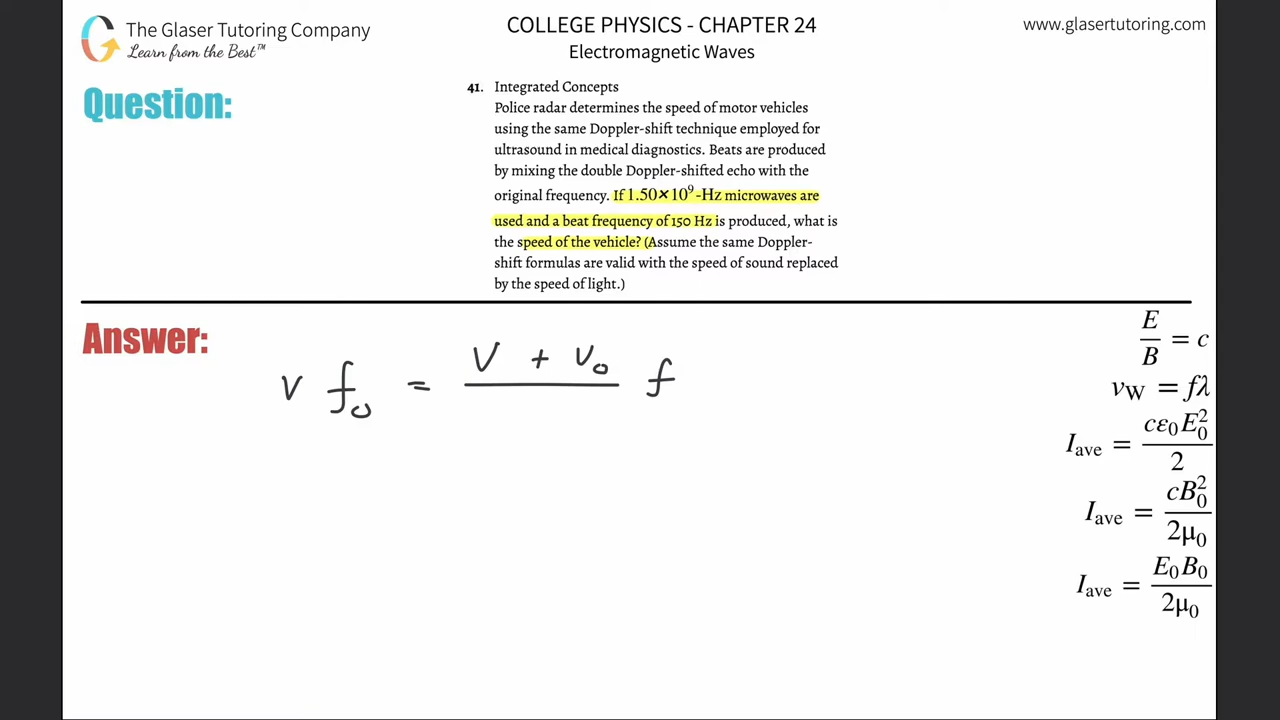 The Glaser Tutoring Company
Learn from the Best™
COLLEGE PHYSICS - CHAPTER 24
Electromagnetic Waves
www.glasertutoring.com
Question:
41. Integrated Concepts
Police radar determines the speed of motor vehicles
using the same Doppler-shift technique employed for
ultrasound in medical diagnostics. Beats are produced
by mixing the double Doppler-shifted echo with the
original frequency. If 1.50×10⁹-Hz microwaves are
used and a beat frequency of 150 Hz is produced, what is
the speed of the vehicle? (Assume the same Doppler-
shift formulas are valid with the speed of sound replaced
by the speed of light.)
Answer:
v f₀ = (V + v₀)/ f
E/B = c
vW = fλ
Iave = cε₀E₀²/2
Iave = cB₀²/2μ₀
Iave = E₀B₀/2μ₀